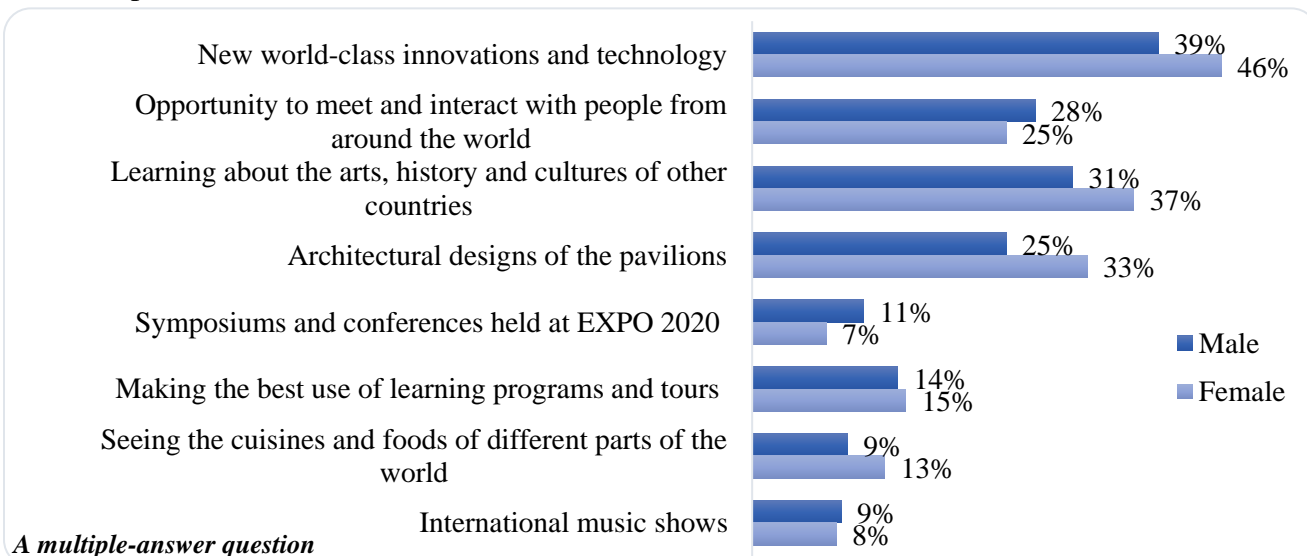 New world-class innovations and technology
39%
46%
Opportunity to meet and interact with people from
around the world
28%
25%
Learning about the arts, history and cultures of other
countries
31%
37%
Architectural designs of the pavilions
25%
33%
Symposiums and conferences held at EXPO 2020
11%
7%
Male
Making the best use of learning programs and tours
14%
15%
Female
Seeing the cuisines and foods of different parts of the
world
9%
13%
International music shows
9%
8%
A multiple-answer question